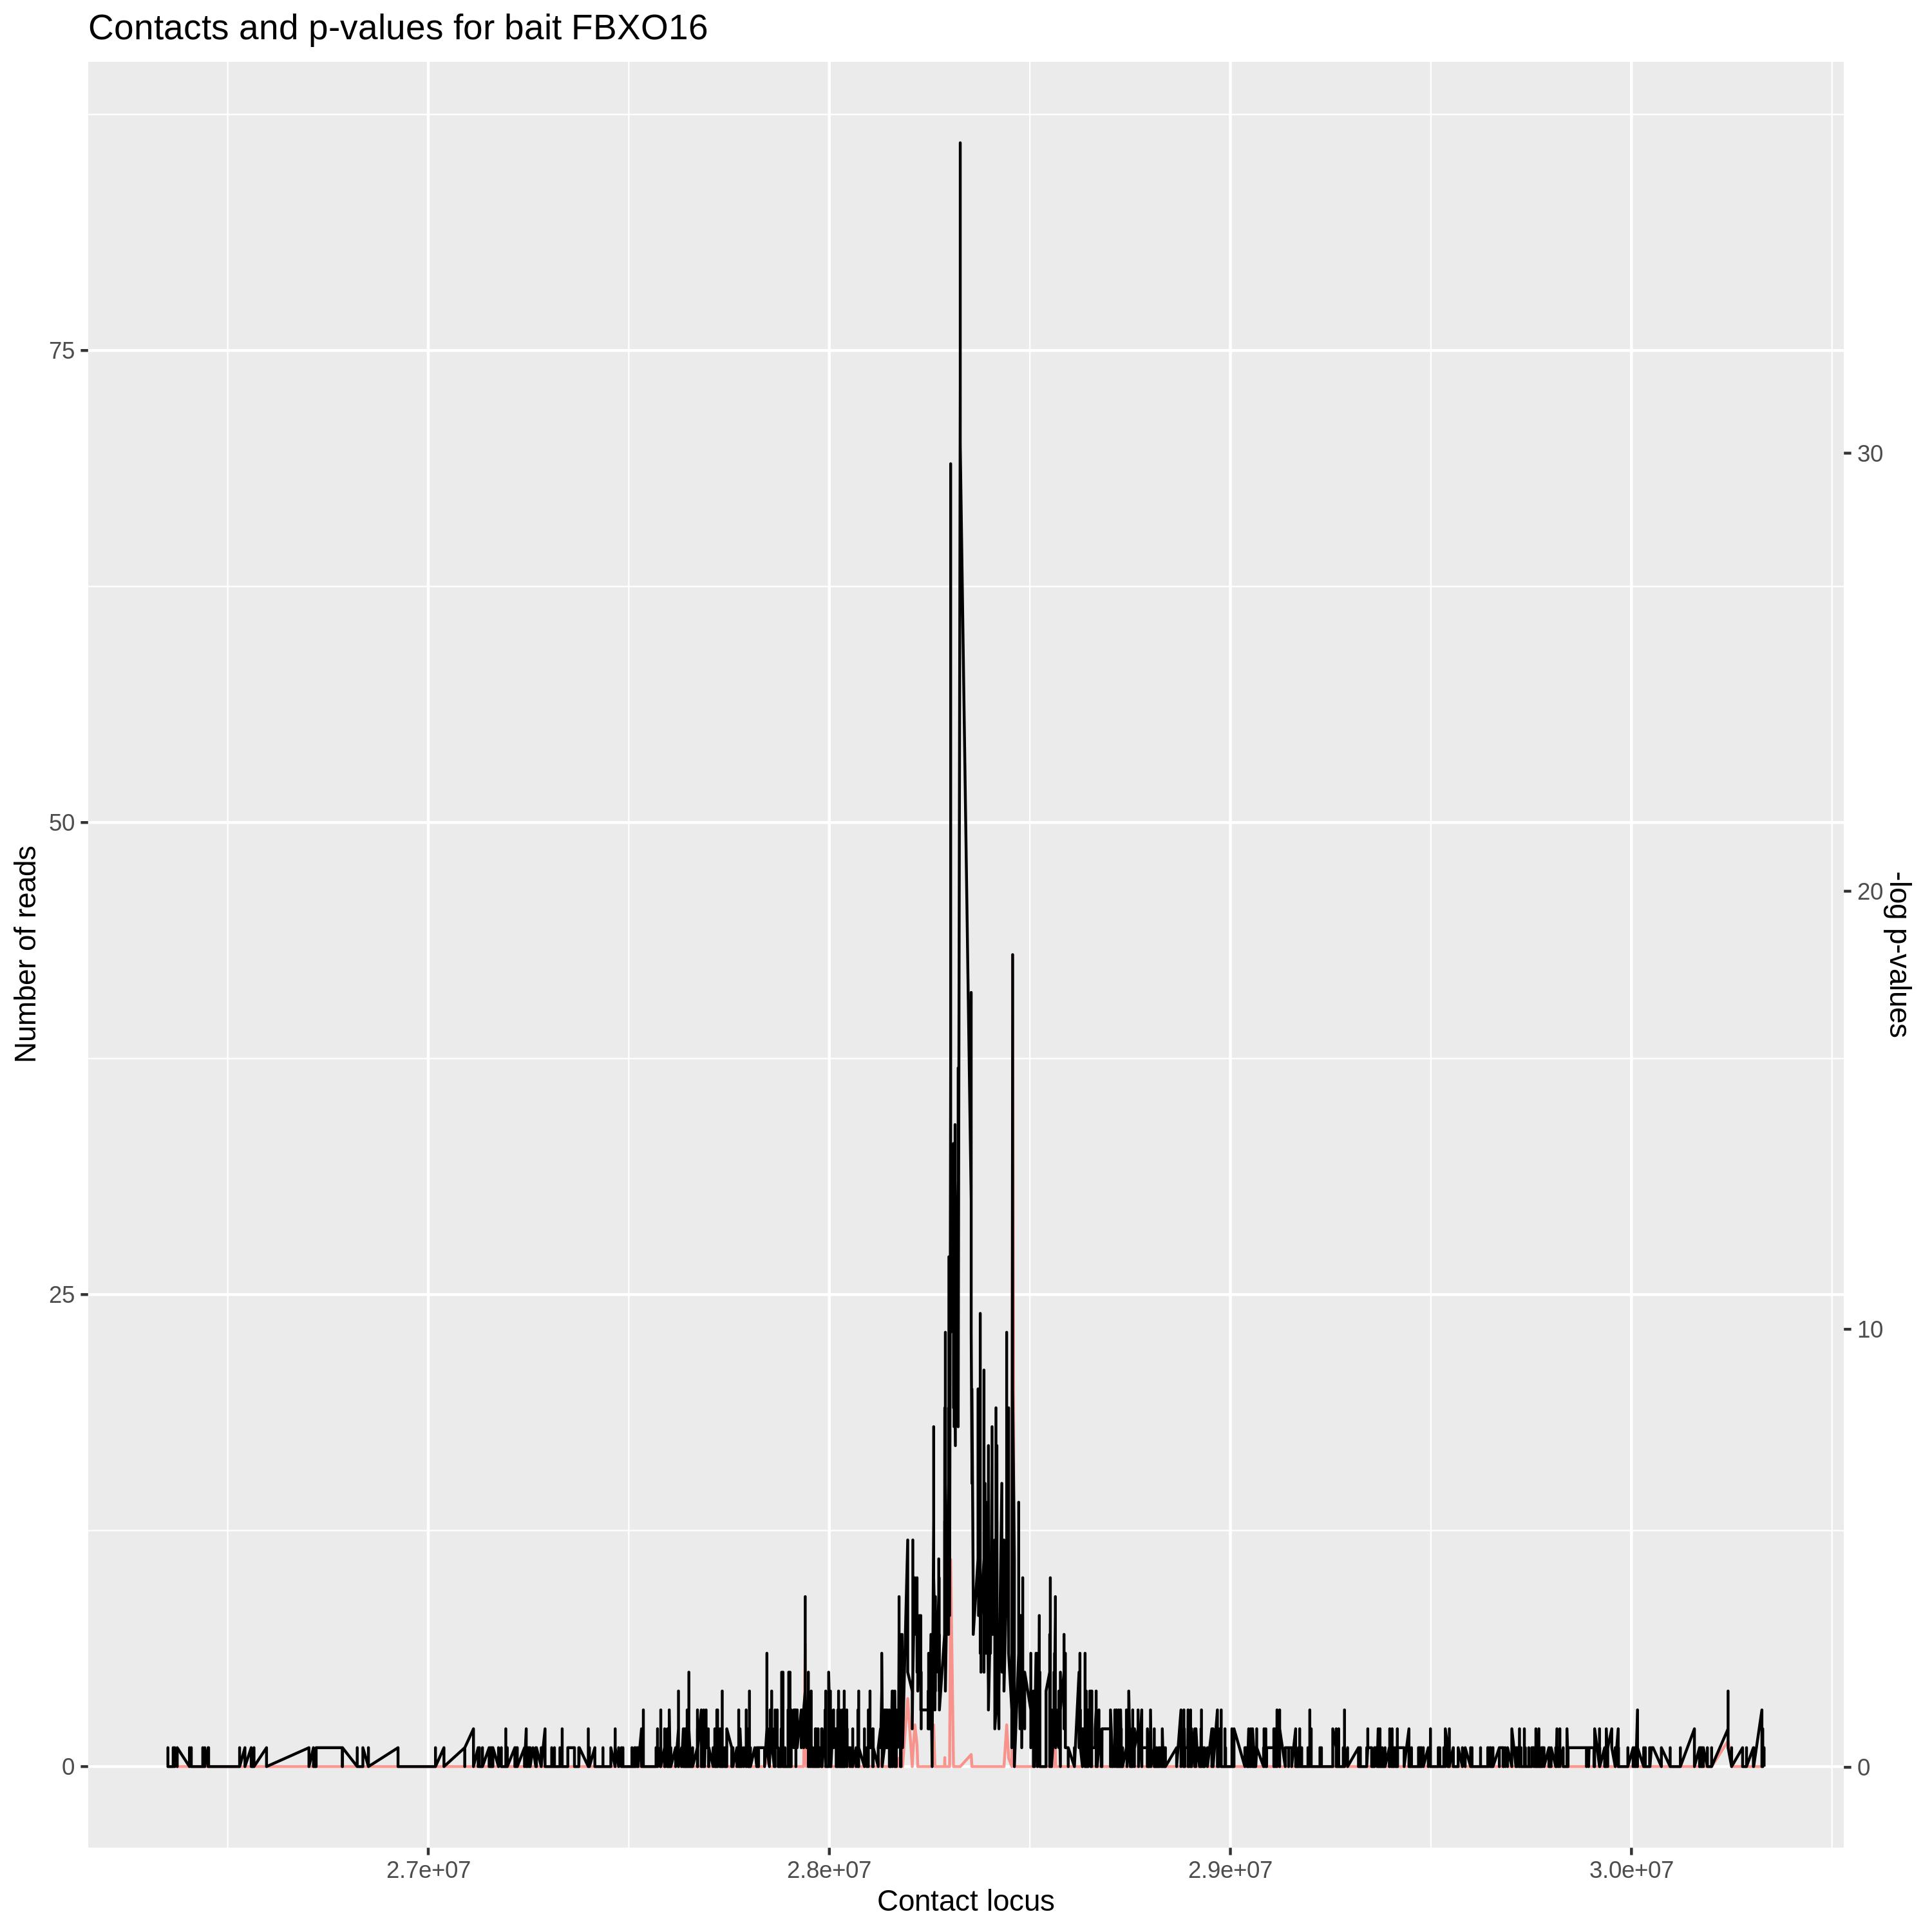 Contacts and p-values for bait FBXO16
75
50
25
0
Number of reads
30
20
10
0
-log p-values
2.7e+07
2.8e+07
2.9e+07
3.0e+07
Contact locus